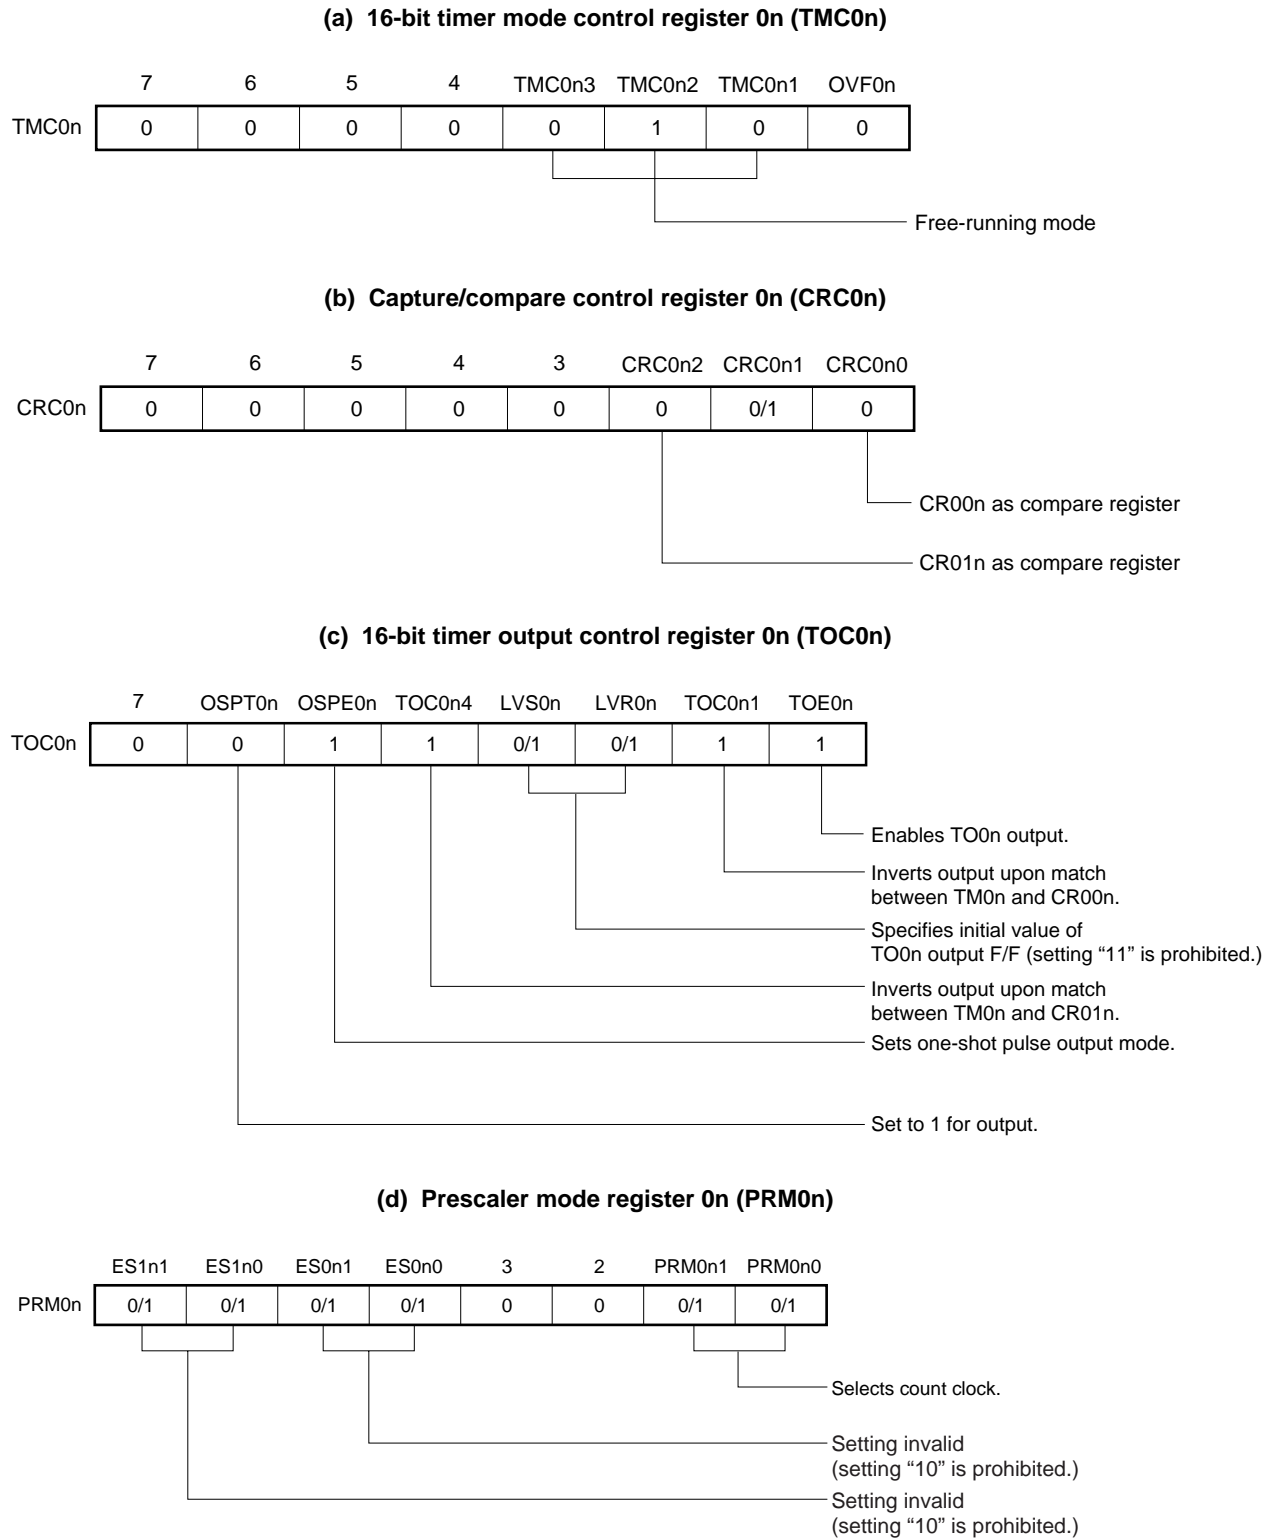 (a) 16-bit timer mode control register 0n (TMC0n)
7 6 5 4 TMC0n3 TMC0n2 TMC0n1 OVF0n
TMC0n 0 0 0 0 0 1 0 0
Free-running mode
(b) Capture/compare control register 0n (CRC0n)
7 6 5 4 3 CRC0n2 CRC0n1 CRC0n0
CRC0n 0 0 0 0 0 0 0/1 0
CR00n as compare register
CR01n as compare register
(c) 16-bit timer output control register 0n (TOC0n)
7 OSPT0n OSPE0n TOC0n4 LVS0n LVR0n TOC0n1 TOE0n
TOC0n 0 0 1 1 0/1 0/1 1 1
Enables TO0n output.
Inverts output upon match
between TM0n and CR00n.
Specifies initial value of
TO0n output F/F (setting “11” is prohibited.)
Inverts output upon match
between TM0n and CR01n.
Sets one-shot pulse output mode.
Set to 1 for output.
(d) Prescaler mode register 0n (PRM0n)
ES1n1 ES1n0 ES0n1 ES0n0 3 2 PRM0n1 PRM0n0
PRM0n 0/1 0/1 0/1 0/1 0 0 0/1 0/1
Selects count clock.
Setting invalid
(setting “10” is prohibited.)
Setting invalid
(setting “10” is prohibited.)